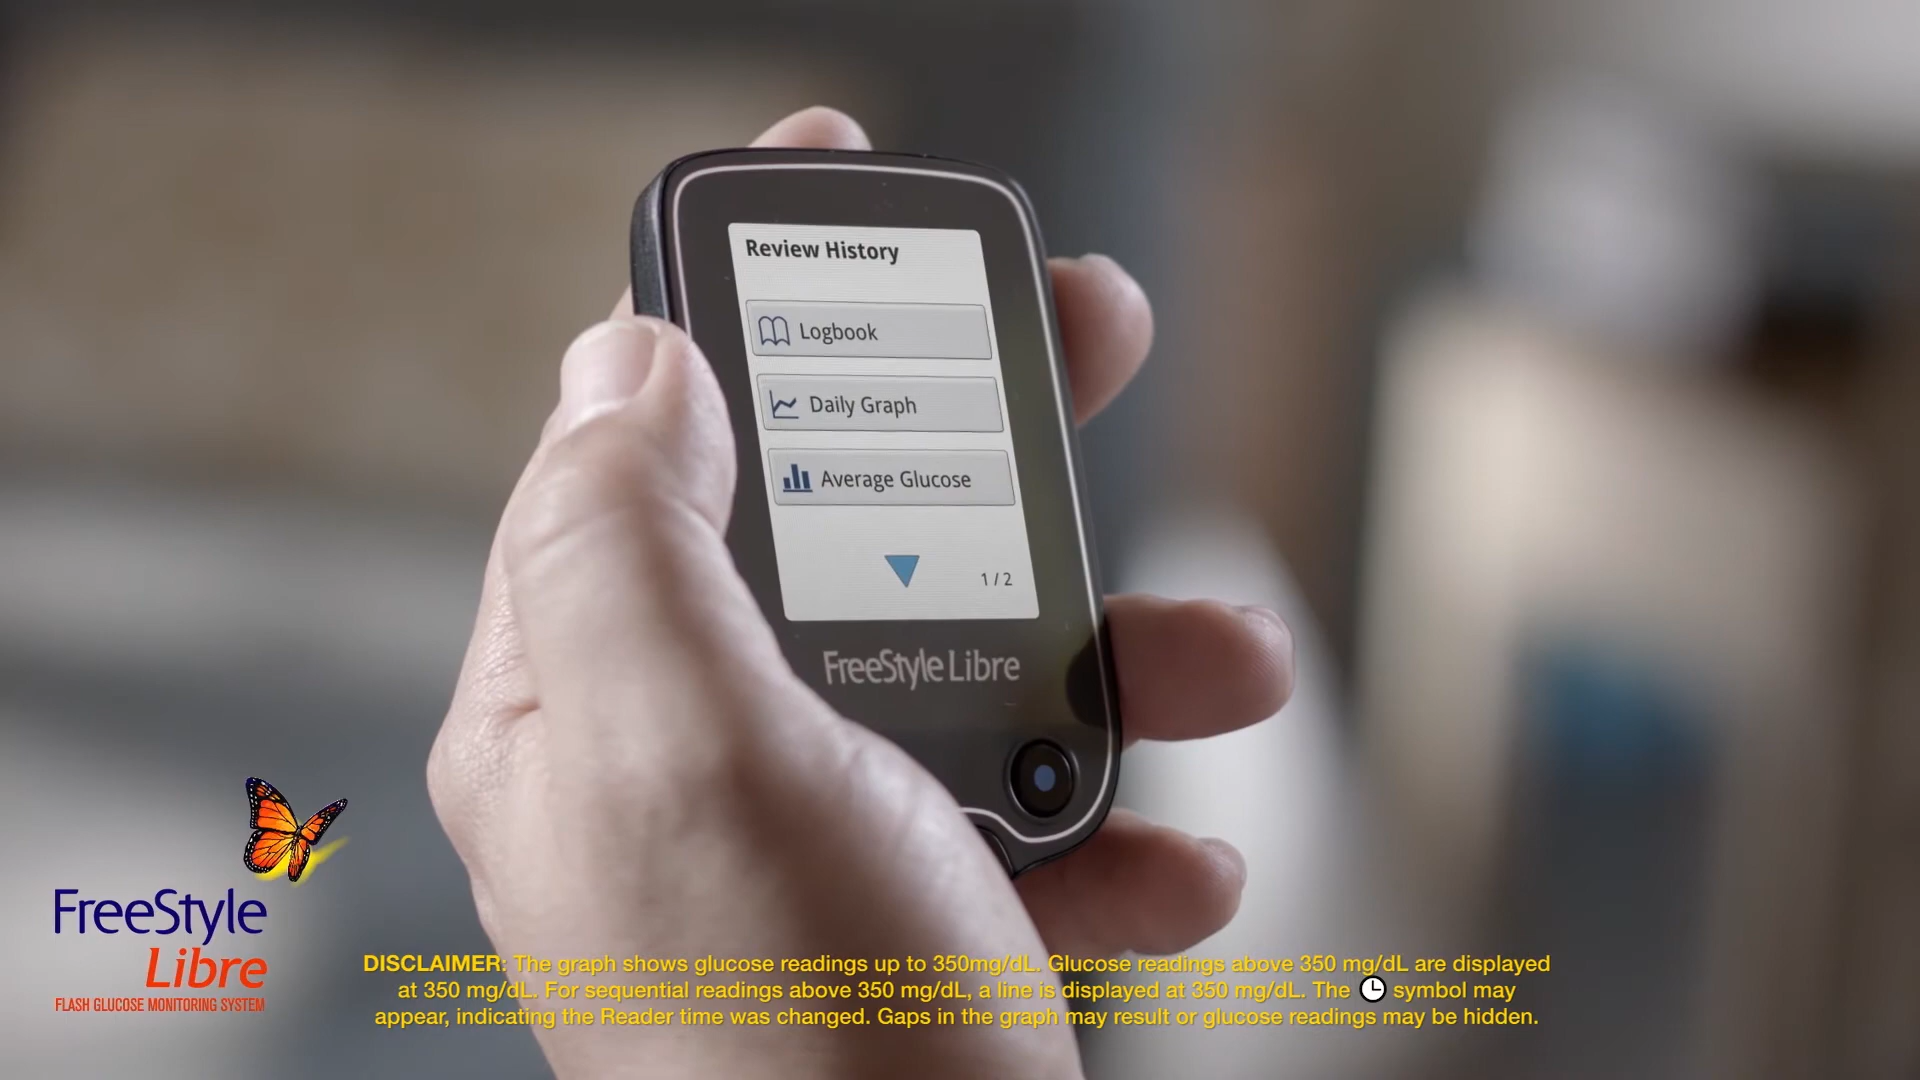 Review History
Logbook
Daily Graph
Average Glucose
1 / 2
FreeStyle Libre
FreeStyle
Libre
FLASH GLUCOSE MONITORING SYSTEM
DISCLAIMER: The graph shows glucose readings up to 350mg/dL. Glucose readings above 350 mg/dL are displayed
at 350 mg/dL. For sequential readings above 350 mg/dL, a line is displayed at 350 mg/dL. The symbol may
appear, indicating the Reader time was changed. Gaps in the graph may result or glucose readings may be hidden.